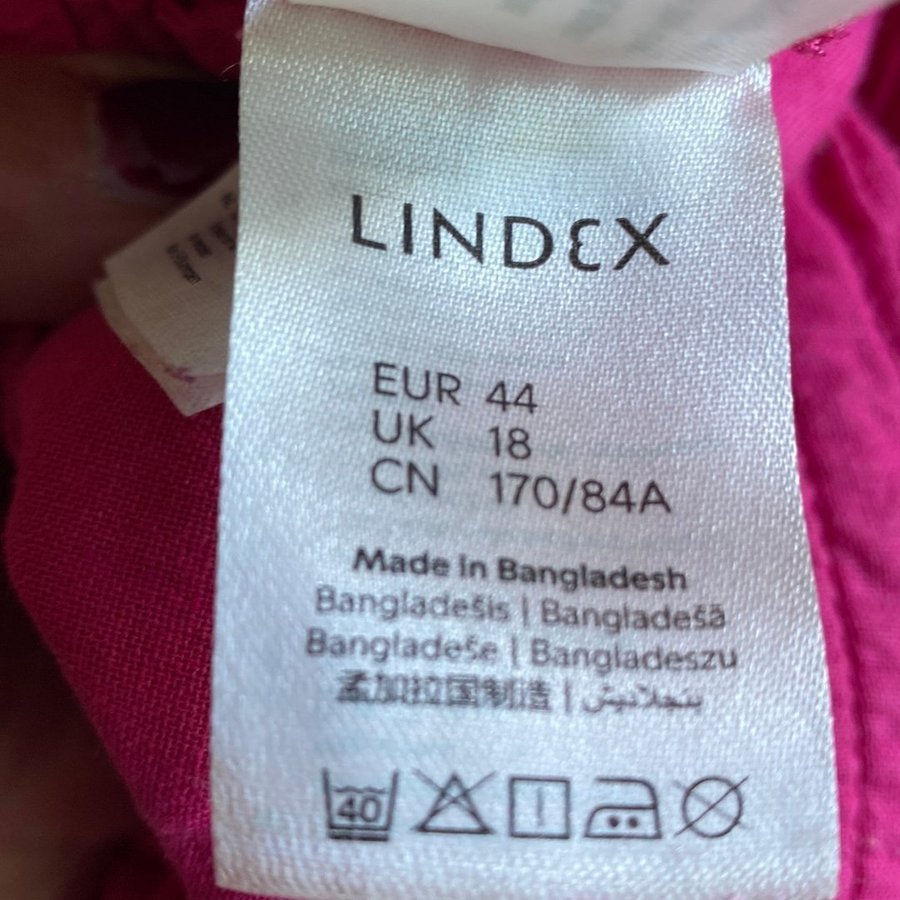 LINDEX
EUR 44
UK 18
CN 170/84A
Made in Bangladesh
Bangladešis | Bangladešā
Bangladeše | Bangladeszu
孟加拉国制造 | بنجلاديش
40